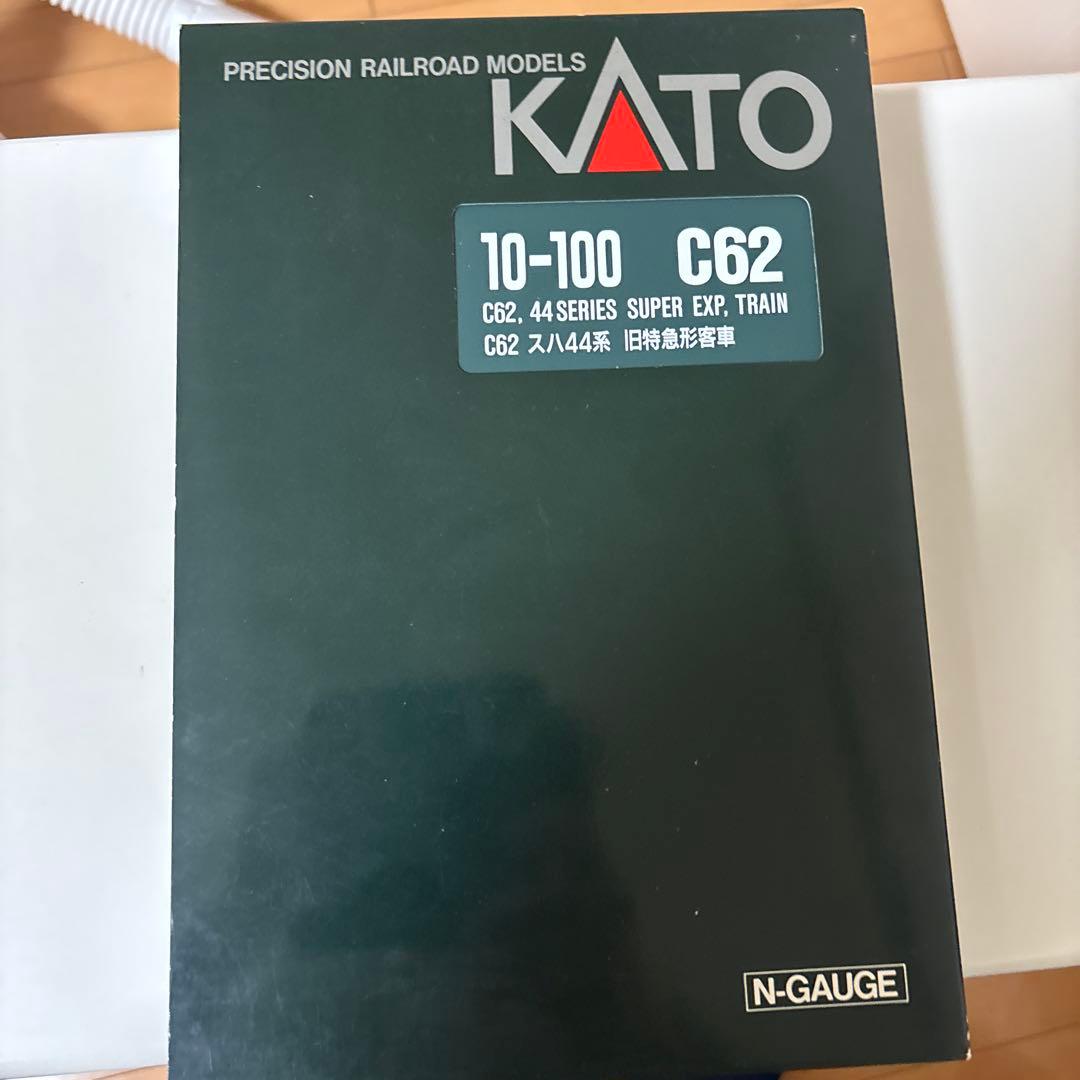 PRECISION RAILROAD MODELS
KATO
10-100 C62
C62, 44 SERIES SUPER EXP, TRAIN
C62 スハ44系 旧特急形客車
N-GAUGE